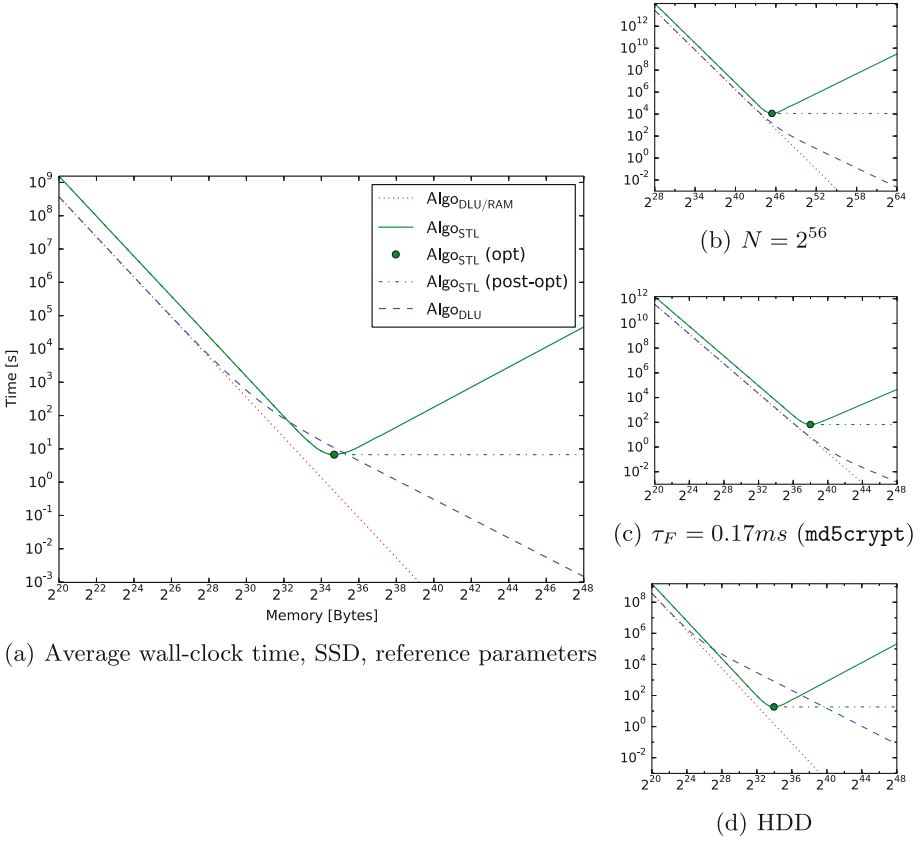 10^9
10^8
10^7
10^6
10^5
10^4
10^3
10^2
10^1
10^0
10^-1
10^-2
10^-3
Time [s]
2^20 2^22 2^24 2^26 2^28 2^30 2^32 2^34 2^36 2^38 2^40 2^42 2^44 2^46 2^48
Memory [Bytes]
Algo_DLU/RAM
Algo_STL
Algo_STL (opt)
Algo_STL (post-opt)
Algo_DLU
(a) Average wall-clock time, SSD, reference parameters
10^12
10^10
10^8
10^6
10^4
10^2
10^0
10^-2
2^28 2^34 2^40 2^46 2^52 2^58 2^64
(b) N = 2^56
10^12
10^10
10^8
10^6
10^4
10^2
10^0
10^-2
2^20 2^24 2^28 2^32 2^36 2^40 2^44 2^48
(c) τ_F = 0.17ms (md5crypt)
10^8
10^6
10^4
10^2
10^0
10^-2
2^20 2^24 2^28 2^32 2^36 2^40 2^44 2^48
(d) HDD